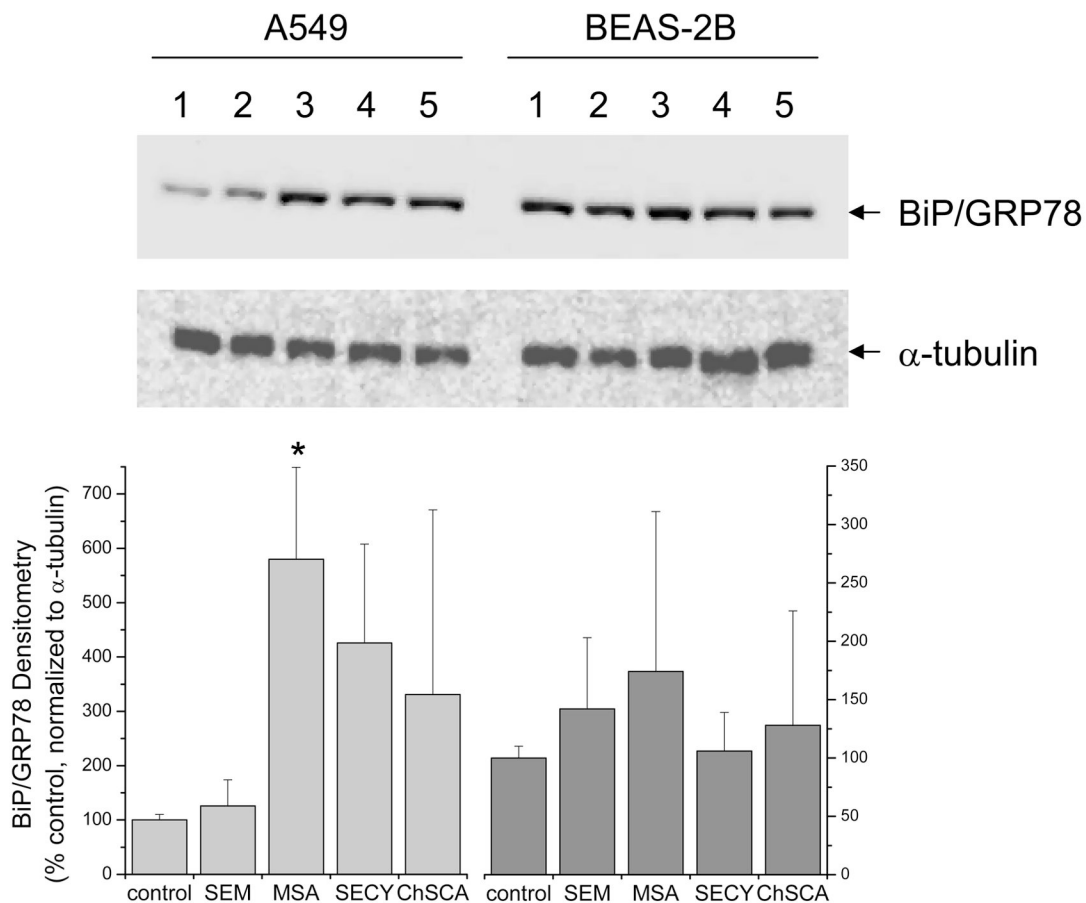 A549 BEAS-2B
1 2 3 4 5 1 2 3 4 5
BiP/GRP78
α-tubulin
BiP/GRP78 Densitometry
(% control, normalized to α-tubulin)
*
700
600
500
400
300
200
100
0
350
300
250
200
150
100
50
0
control SEM MSA SECY ChSCA control SEM MSA SECY ChSCA